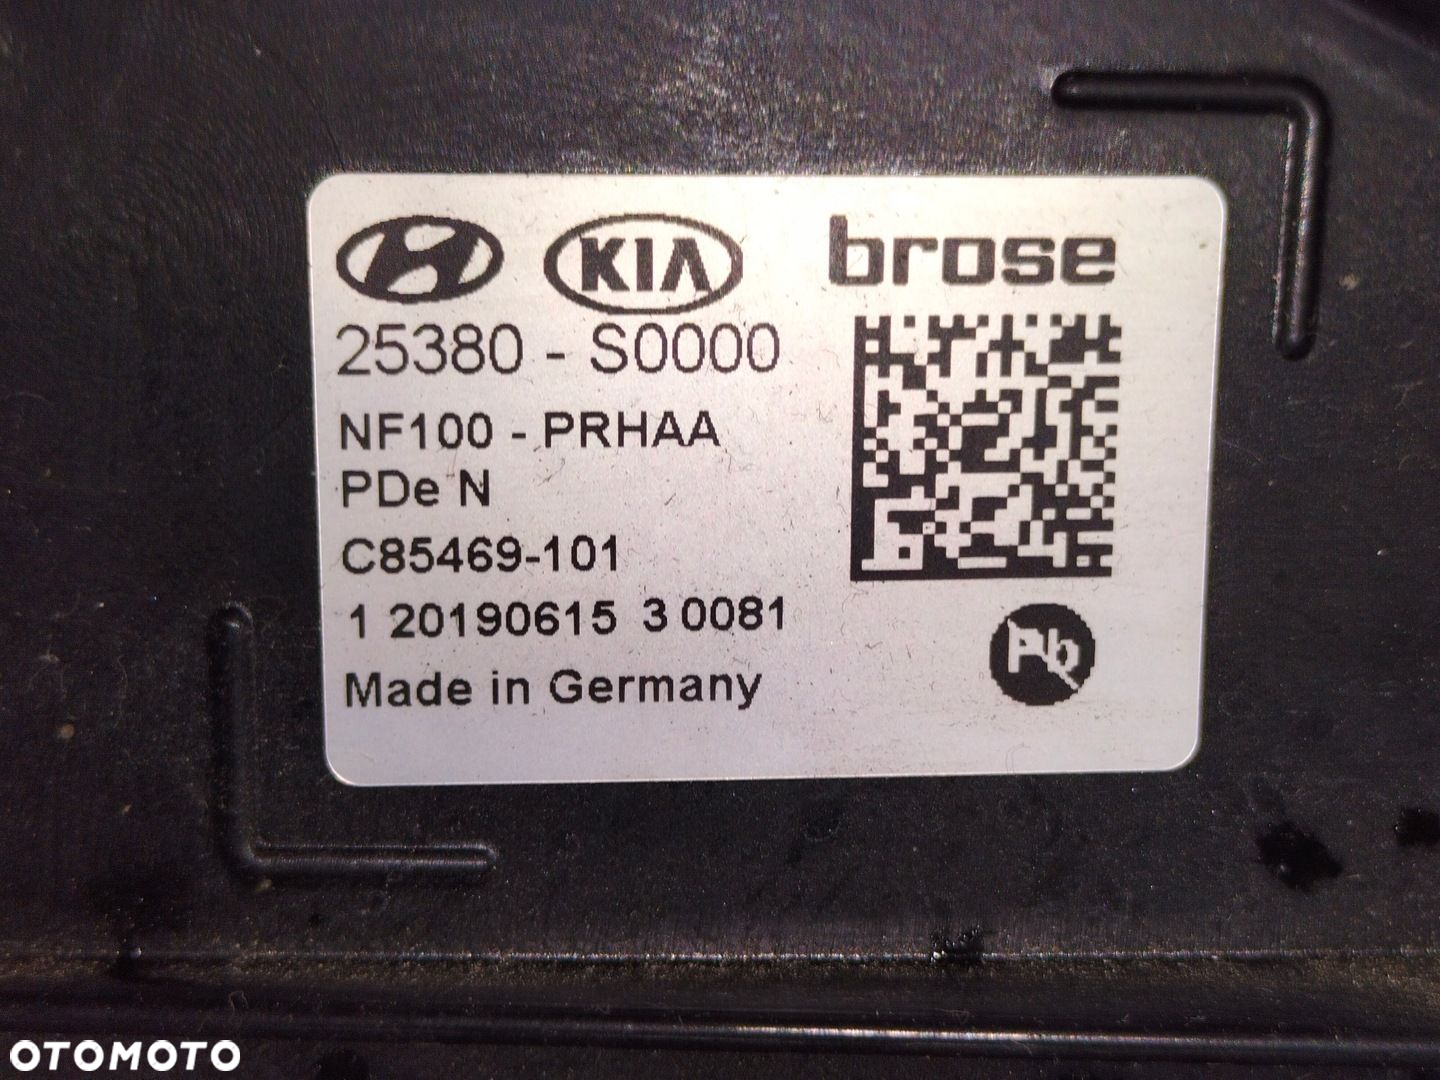 KIA brose
25380 - S0000
NF100 - PRHAA
PDe N
C85469-101
1 20190615 3 0081
Made in Germany
Pb
OTOMOTO